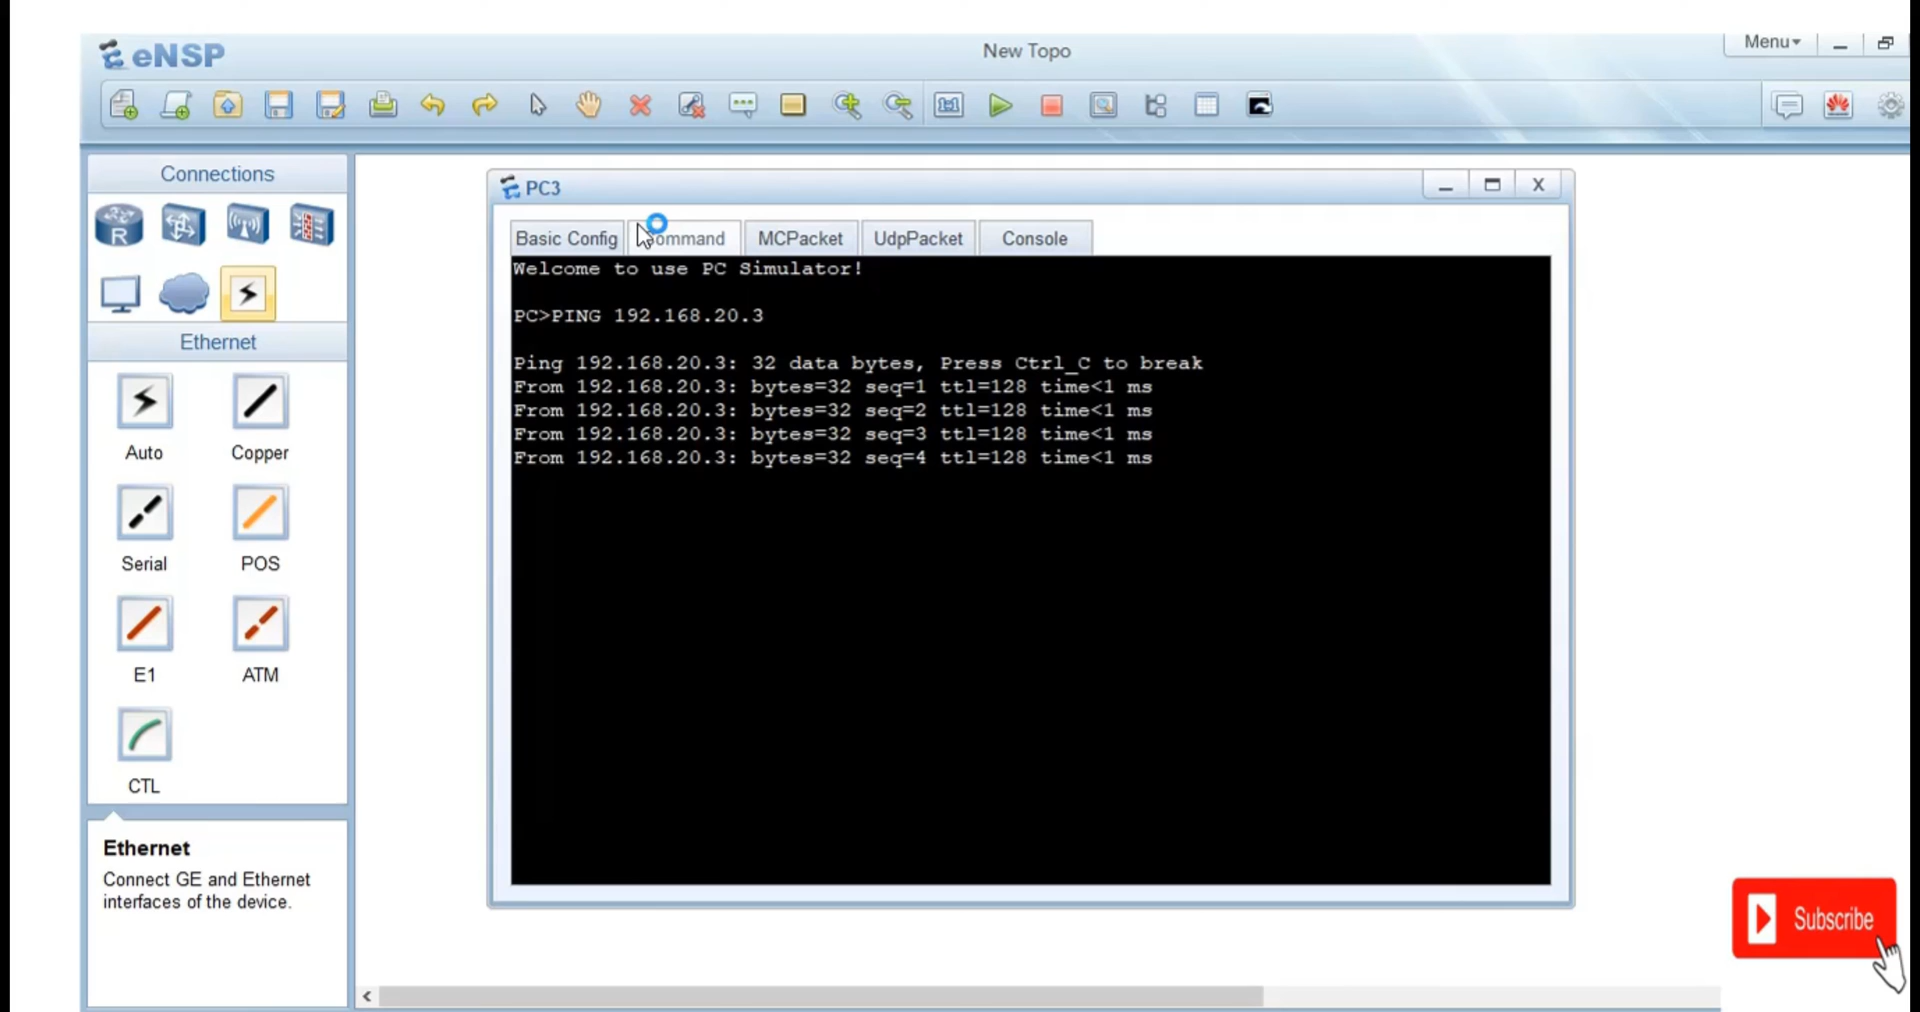 eNSP
New Topo
Menu
Connections
R
Ethernet
Auto
Copper
Serial
POS
E1
ATM
CTL
Ethernet
Connect GE and Ethernet
interfaces of the device.
PC3
Basic Config
ommand
MCPacket
UdpPacket
Console
Welcome to use PC Simulator!
PC>PING 192.168.20.3
Ping 192.168.20.3: 32 data bytes, Press Ctrl_C to break
From 192.168.20.3: bytes=32 seq=1 ttl=128 time<1 ms
From 192.168.20.3: bytes=32 seq=2 ttl=128 time<1 ms
From 192.168.20.3: bytes=32 seq=3 ttl=128 time<1 ms
From 192.168.20.3: bytes=32 seq=4 ttl=128 time<1 ms
Subscribe